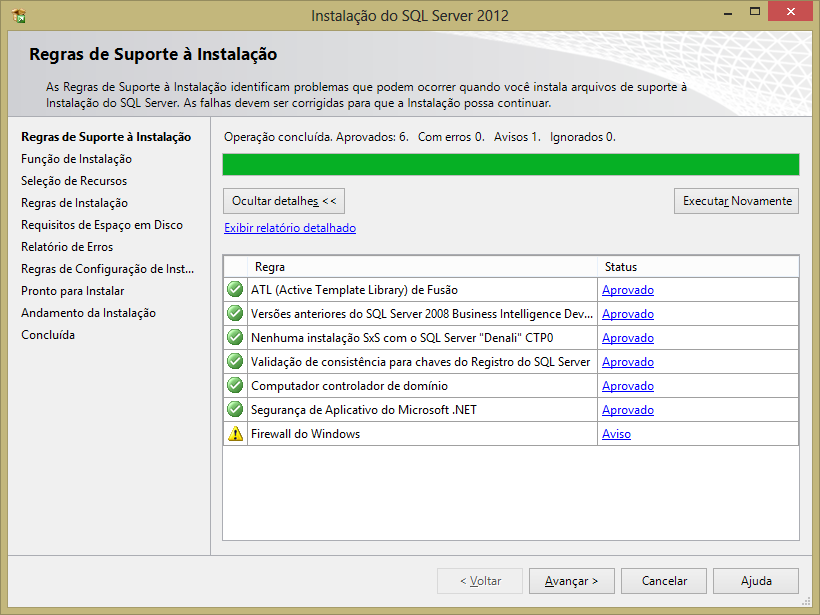 Instalação do SQL Server 2012
Regras de Suporte à Instalação
As Regras de Suporte à Instalação identificam problemas que podem ocorrer quando você instala arquivos de suporte à
Instalação do SQL Server. As falhas devem ser corrigidas para que a Instalação possa continuar.
Regras de Suporte à Instalação
Função de Instalação
Seleção de Recursos
Regras de Instalação
Requisitos de Espaço em Disco
Relatório de Erros
Regras de Configuração de Inst...
Pronto para Instalar
Andamento da Instalação
Concluída
Operação concluída. Aprovados: 6. Com erros 0. Avisos 1. Ignorados 0.
Ocultar detalhes << Executar Novamente
Exibir relatório detalhado
Regra Status
ATL (Active Template Library) de Fusão Aprovado
Versões anteriores do SQL Server 2008 Business Intelligence Dev... Aprovado
Nenhuma instalação SxS com o SQL Server "Denali" CTP0 Aprovado
Validação de consistência para chaves do Registro do SQL Server Aprovado
Computador controlador de domínio Aprovado
Segurança de Aplicativo do Microsoft .NET Aprovado
Firewall do Windows Aviso
< Voltar Avançar > Cancelar Ajuda